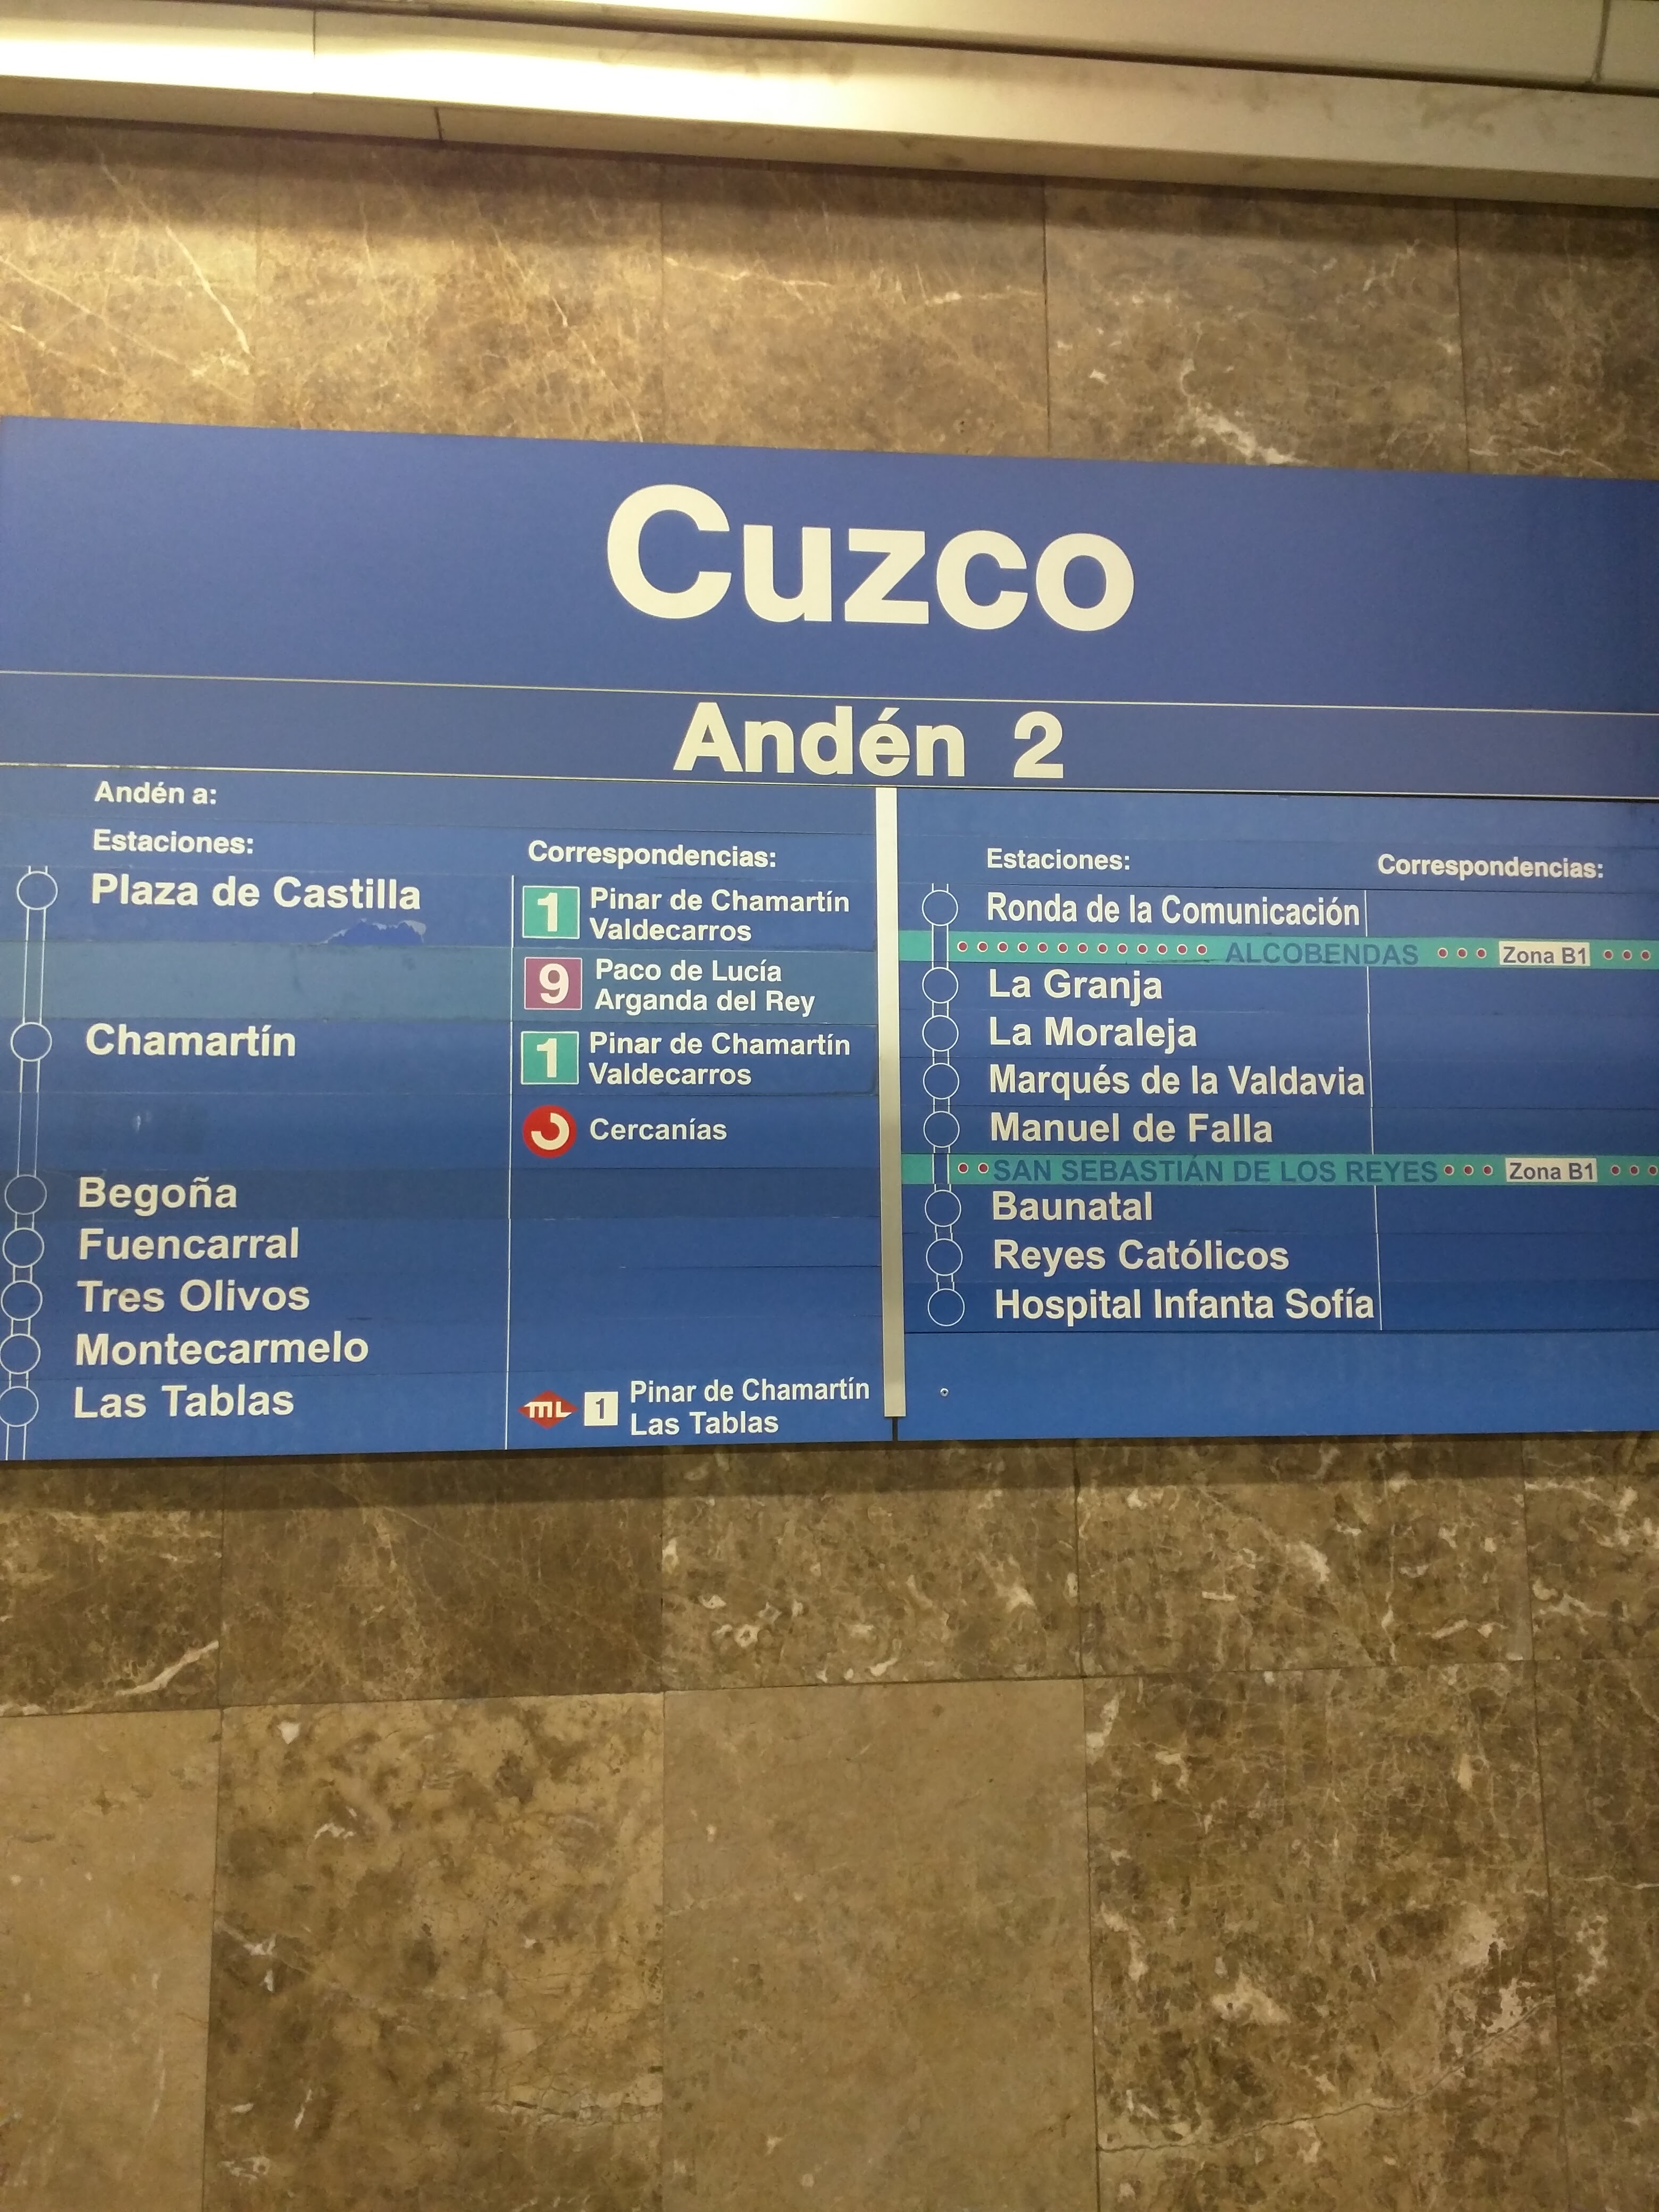 Cuzco
Andén 2
Andén a:
Estaciones:
Correspondencias:
Plaza de Castilla
1 Pinar de Chamartín
Valdecarros
9 Paco de Lucía
Arganda del Rey
Chamartín
1 Pinar de Chamartín
Valdecarros
Cercanías
Begoña
Fuencarral
Tres Olivos
Montecarmelo
Las Tablas
ML 1 Pinar de Chamartín
Las Tablas
Estaciones:
Correspondencias:
Ronda de la Comunicación
ALCOBENDAS Zona B1
La Granja
La Moraleja
Marqués de la Valdavia
Manuel de Falla
SAN SEBASTIÁN DE LOS REYES Zona B1
Baunatal
Reyes Católicos
Hospital Infanta Sofía